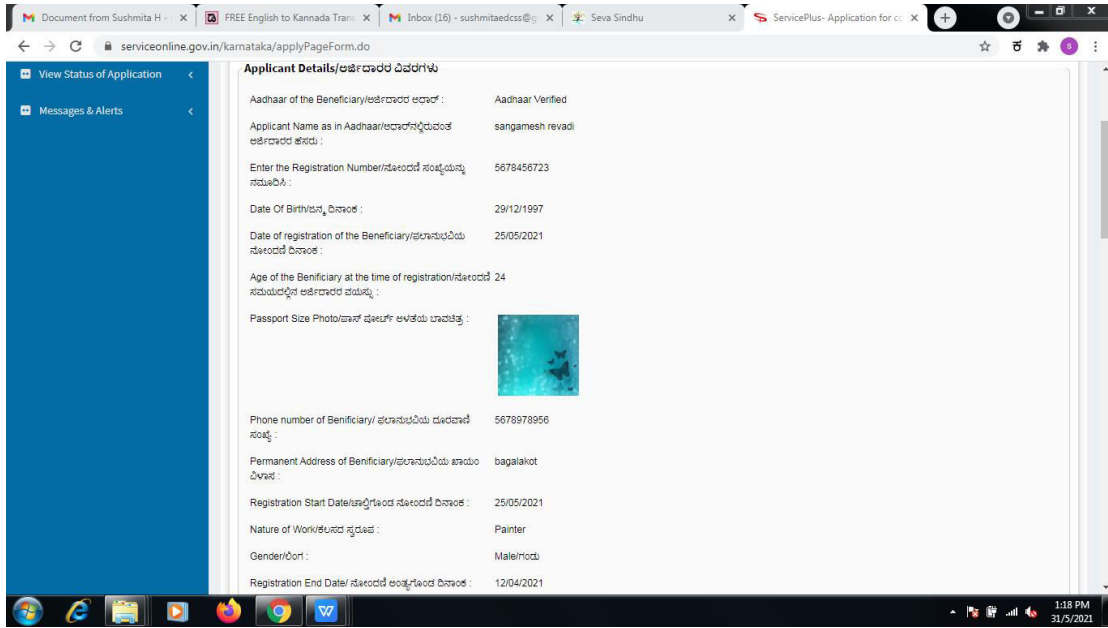 Document from Sushmita H -
FREE English to Kannada Trans
Inbox (16) - sushmitaedcss@g
Seva Sindhu
ServicePlus- Application for co
serviceonline.gov.in/karnataka/applyPageForm.do
ಕ
S
View Status of Application
Messages & Alerts
Applicant Details/ಅರ್ಜಿದಾರರ ವಿವರಗಳು
Aadhaar of the Beneficiary/ಅರ್ಜಿದಾರರ ಆಧಾರ್ : Aadhaar Verified
Applicant Name as in Aadhaar/ಆಧಾರ್‌ನಲ್ಲಿರುವಂತೆ sangamesh revadi
ಅರ್ಜಿದಾರರ ಹೆಸರು :
Enter the Registration Number/ನೋಂದಣಿ ಸಂಖ್ಯೆಯನ್ನು 5678456723
ನಮೂದಿಸಿ :
Date Of Birth/ಜನ್ಮ ದಿನಾಂಕ : 29/12/1997
Date of registration of the Beneficiary/ಫಲಾನುಭವಿಯ 25/05/2021
ನೋಂದಣಿ ದಿನಾಂಕ :
Age of the Benificiary at the time of registration/ನೋಂದಣಿ 24
ಸಮಯದಲ್ಲಿನ ಅರ್ಜಿದಾರರ ವಯಸ್ಸು :
Passport Size Photo/ಪಾಸ್ ಪೋರ್ಟ್ ಅಳತೆಯ ಬಾವಚಿತ್ರ :
Phone number of Benificiary/ ಫಲಾನುಭವಿಯ ದೂರವಾಣಿ 5678978956
ಸಂಖ್ಯೆ :
Permanent Address of Benificiary/ಫಲಾನುಭವಿಯ ಖಾಯಂ bagalakot
ವಿಳಾಸ :
Registration Start Date/ಚಾಲ್ತಿಗೊಂಡ ನೋಂದಣಿ ದಿನಾಂಕ : 25/05/2021
Nature of Work/ಕೆಲಸದ ಸ್ವರೂಪ : Painter
Gender/ಲಿಂಗ : Male/ಗಂಡು
Registration End Date/ ನೋಂದಣಿ ಅಂತ್ಯಗೊಂಡ ದಿನಾಂಕ : 12/04/2021
1:18 PM
31/5/2021